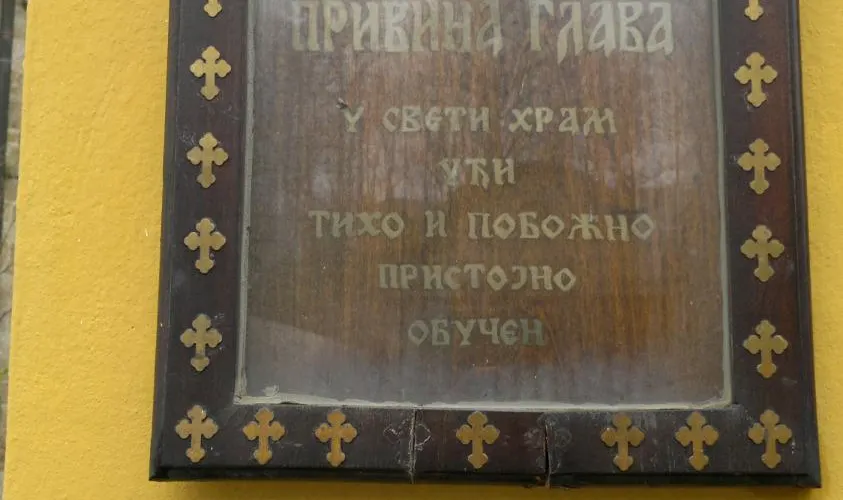 ПРИВИНА ГЛАВА
У СВЕТИ ХРАМ
УЂИ
ТИХО И ПОБОЖНО
ПРИСТОЈНО
ОБУЧЕН